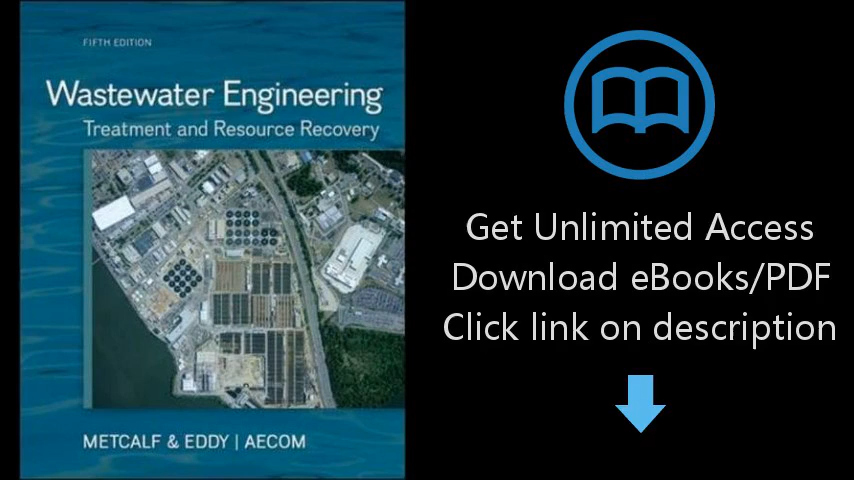 FIFTH EDITION
Wastewater Engineering
Treatment and Resource Recovery
METCALF & EDDY | AECOM
Get Unlimited Access
Download eBooks/PDF
Click link on description